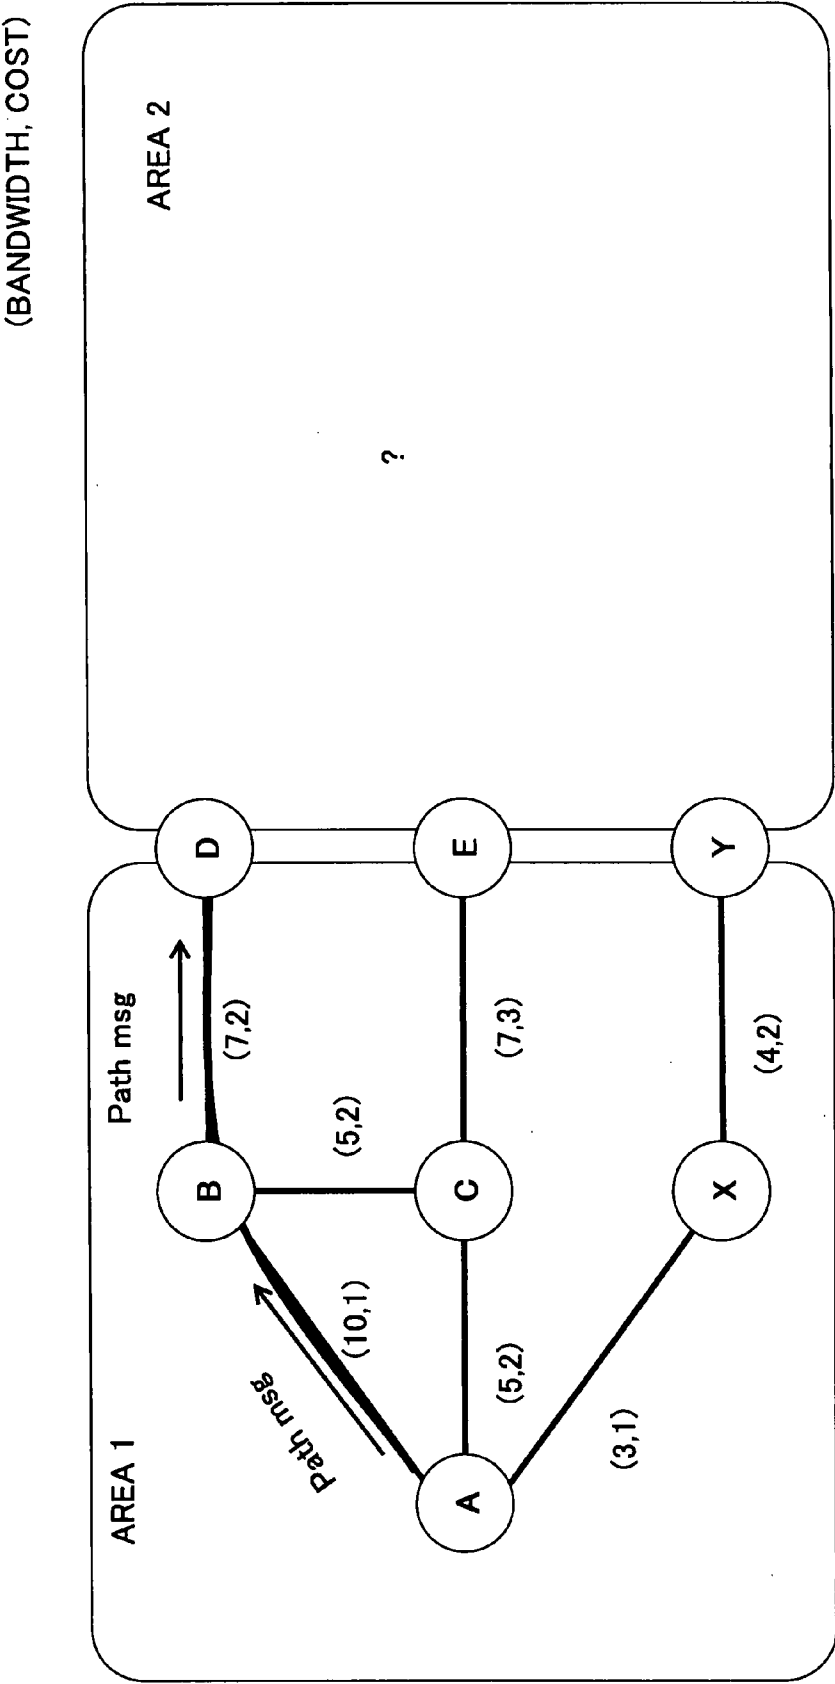 (BANDWIDTH, COST)
AREA 1
AREA 2
Path msg
Path msg
B
D
(7,2)
(10,1)
(5,2)
?
A
C
E
(5,2)
(7,3)
(3,1)
X
Y
(4,2)